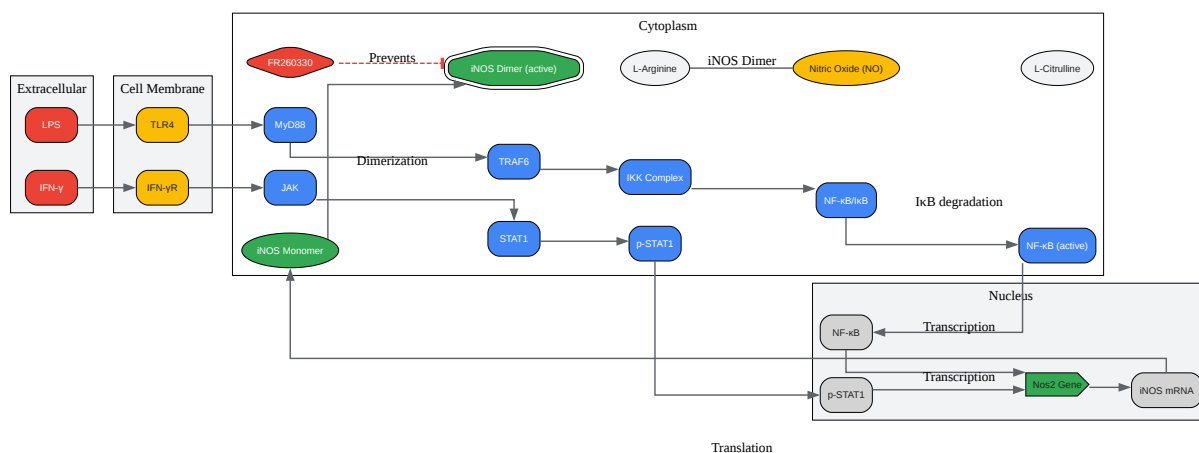 Cytoplasm
FR260330
Prevents
iNOS Dimer (active)
L-Arginine
iNOS Dimer
Nitric Oxide (NO)
L-Citrulline
Extracellular
Cell Membrane
LPS
TLR4
MyD88
Dimerization
TRAF6
IKK Complex
IFN-γ
IFN-γR
JAK
NF-κB/IκB
IκB degradation
STAT1
p-STAT1
NF-κB (active)
iNOS Monomer
Nucleus
NF-κB
Transcription
Transcription
Nos2 Gene
iNOS mRNA
p-STAT1
Translation